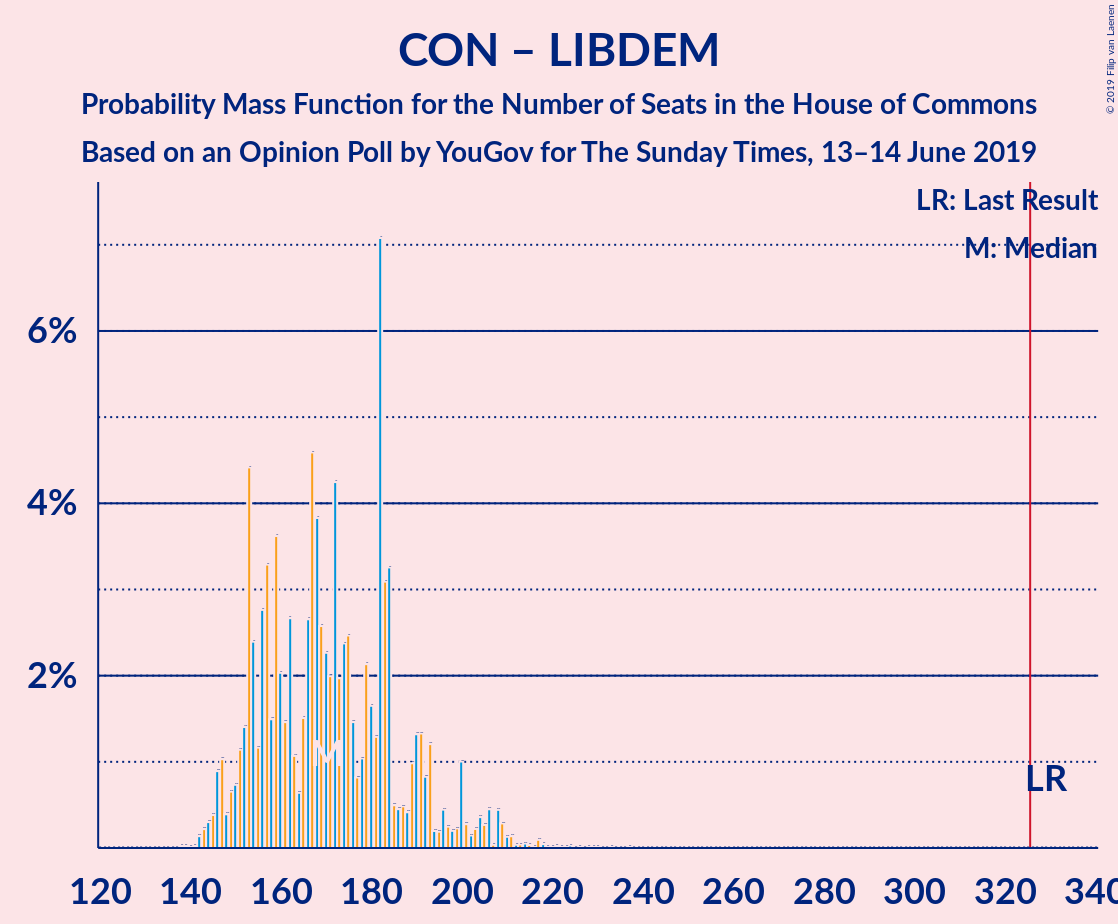 CON – LIBDEM
Probability Mass Function for the Number of Seats in the House of Commons
Based on an Opinion Poll by YouGov for The Sunday Times, 13–14 June 2019
© 2019 Filip van Laenen
LR: Last Result
M: Median
6%
4%
2%
M
LR
120 140 160 180 200 220 240 260 280 300 320 340